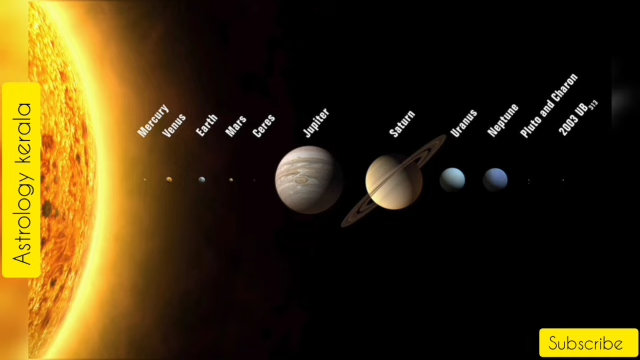 Astrology kerala
Mercury
Venus
Earth
Mars
Ceres
Jupiter
Saturn
Uranus
Neptune
Pluto and Charon
2003 UB₃₁₃
Subscribe